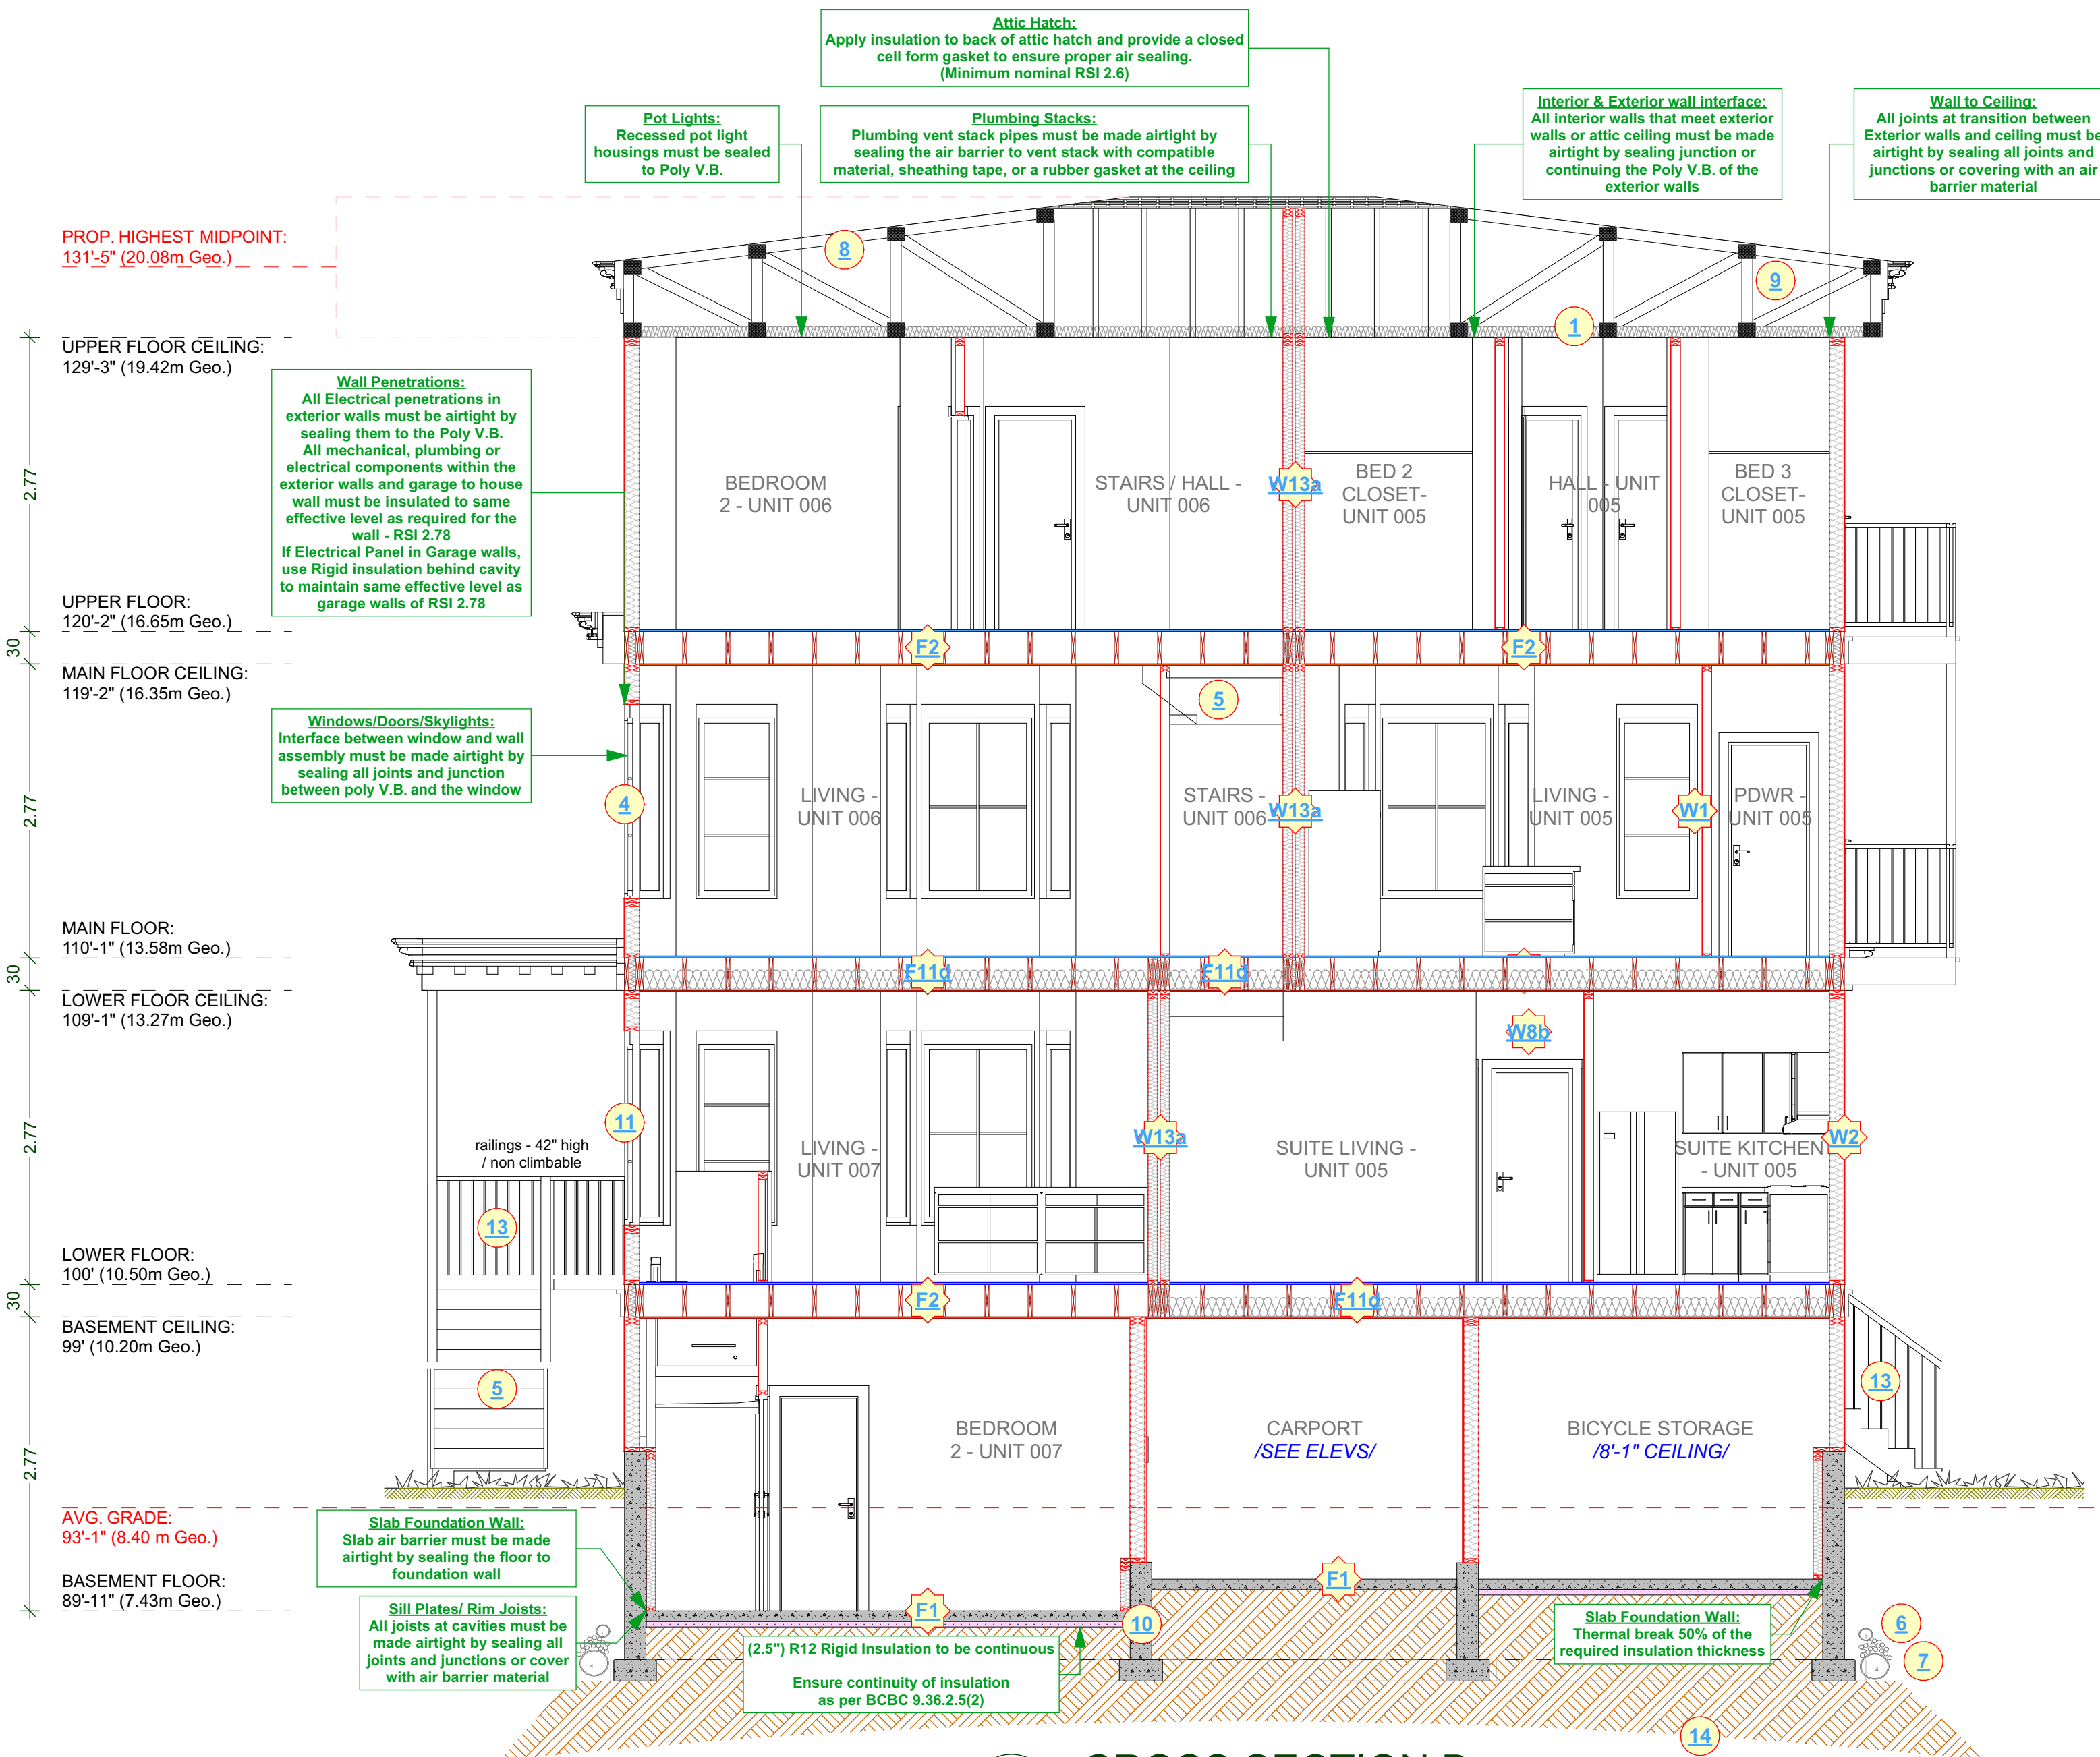 Attic Hatch:
Apply insulation to back of attic hatch and provide a closed
cell form gasket to ensure proper air sealing.
(Minimum nominal RSI 2.6)
Pot Lights:
Recessed pot light
housings must be sealed
to Poly V.B.
Plumbing Stacks:
Plumbing vent stack pipes must be made airtight by
sealing the air barrier to vent stack with compatible
material, sheathing tape, or a rubber gasket at the ceiling
Interior & Exterior wall interface:
All interior walls that meet exterior
walls or attic ceiling must be made
airtight by sealing junction or
continuing the Poly V.B. of the
exterior walls
Wall to Ceiling:
All joints at transition between
Exterior walls and ceiling must be
airtight by sealing all joints and
junctions or covering with an air
barrier material
PROP. HIGHEST MIDPOINT:
131'-5" (20.08m Geo.)
8
9
1
UPPER FLOOR CEILING:
129'-3" (19.42m Geo.)
Wall Penetrations:
All Electrical penetrations in
exterior walls must be airtight by
sealing them to the Poly V.B.
All mechanical, plumbing or
electrical components within the
exterior walls and garage to house
wall must be insulated to same
effective level as required for the
wall - RSI 2.78
If Electrical Panel in Garage walls,
use Rigid insulation behind cavity
to maintain same effective level as
garage walls of RSI 2.78
2.77
BEDROOM
2 - UNIT 006
STAIRS / HALL -
UNIT 006
W13a
BED 2
CLOSET-
UNIT 005
HALL - UNIT
005
BED 3
CLOSET-
UNIT 005
UPPER FLOOR:
120'-2" (16.65m Geo.)
30
F2
F2
MAIN FLOOR CEILING:
119'-2" (16.35m Geo.)
5
Windows/Doors/Skylights:
Interface between window and wall
assembly must be made airtight by
sealing all joints and junction
between poly V.B. and the window
2.77
4
LIVING -
UNIT 006
STAIRS -
UNIT 006
W13a
LIVING -
UNIT 005
W1
PDWR -
UNIT 005
MAIN FLOOR:
110'-1" (13.58m Geo.)
30
F11d
F11d
LOWER FLOOR CEILING:
109'-1" (13.27m Geo.)
W8b
2.77
11
railings - 42" high
/ non climbable
LIVING -
UNIT 007
W13a
SUITE LIVING -
UNIT 005
SUITE KITCHEN
- UNIT 005
W2
13
LOWER FLOOR:
100' (10.50m Geo.)
30
F2
F11d
BASEMENT CEILING:
99' (10.20m Geo.)
5
13
2.77
BEDROOM
2 - UNIT 007
CARPORT
/SEE ELEVS/
BICYCLE STORAGE
/8'-1" CEILING/
AVG. GRADE:
93'-1" (8.40 m Geo.)
Slab Foundation Wall:
Slab air barrier must be made
airtight by sealing the floor to
foundation wall
BASEMENT FLOOR:
89'-11" (7.43m Geo.)
F1
F1
Sill Plates/ Rim Joists:
All joists at cavities must be
made airtight by sealing all
joints and junctions or cover
with air barrier material
10
(2.5") R12 Rigid Insulation to be continuous
Ensure continuity of insulation
as per BCBC 9.36.2.5(2)
Slab Foundation Wall:
Thermal break 50% of the
required insulation thickness
6
7
14
CROSS SECTION B